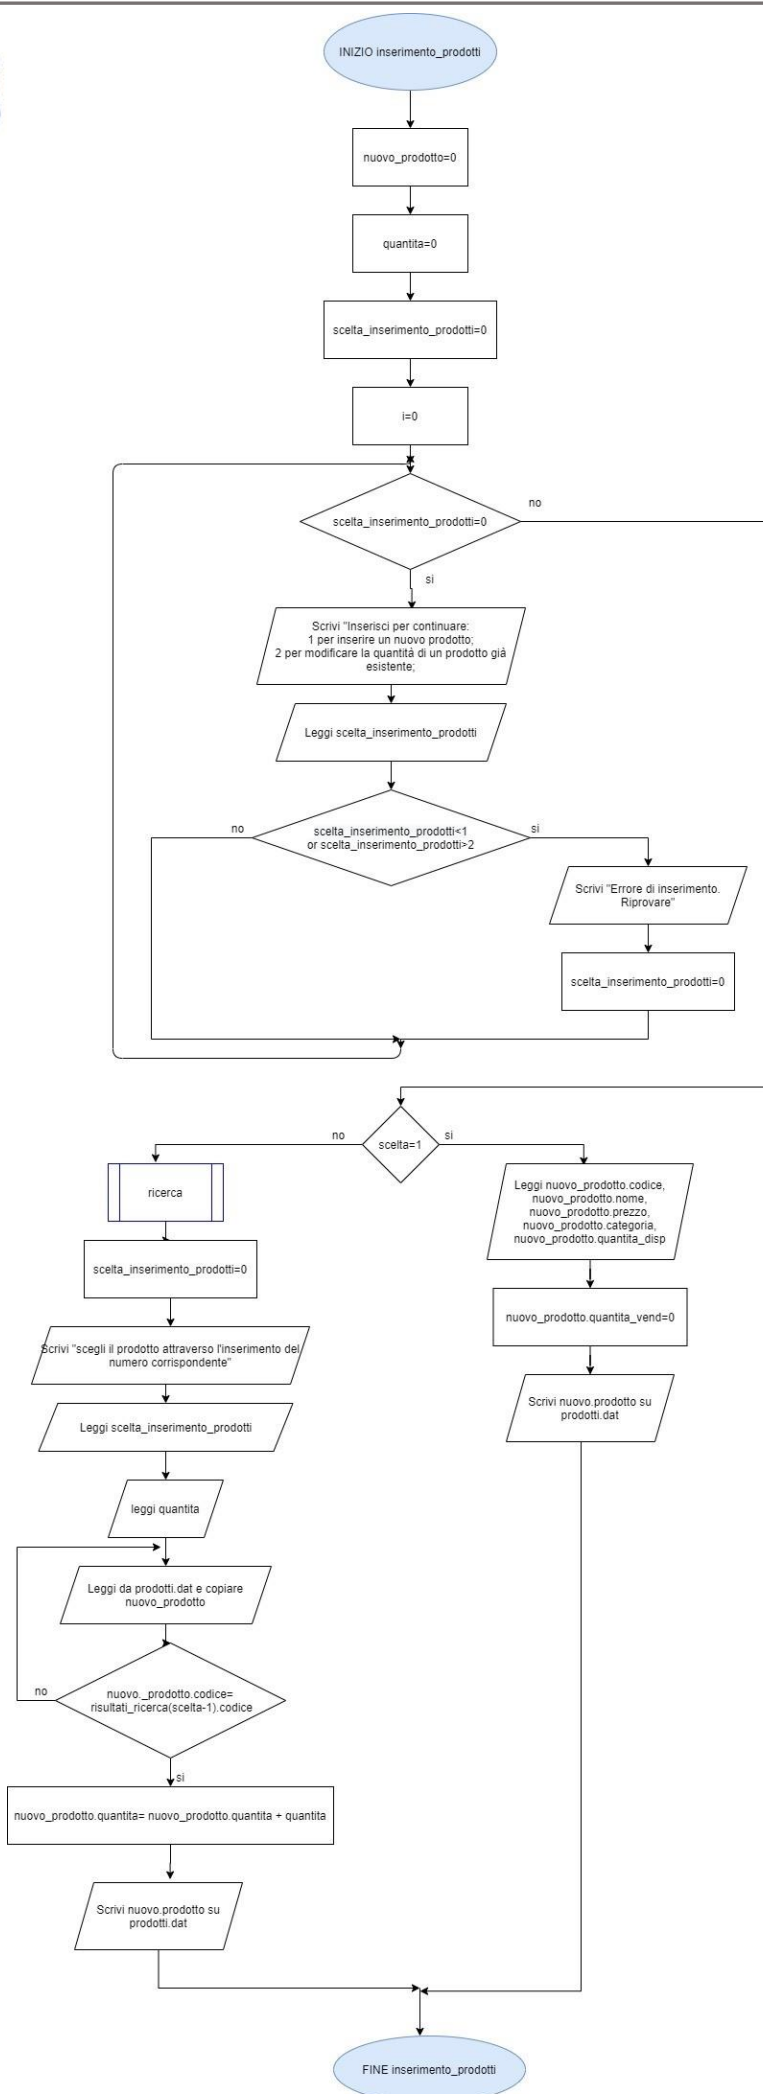 INIZIO inserimento_prodotti
nuovo_prodotto=0
quantita=0
scelta_inserimento_prodotti=0
i=0
scelta_inserimento_prodotti=0
no
si
Scrivi "Inserisci per continuare:
1 per inserire un nuovo prodotto;
2 per modificare la quantitá di un prodotto giá
esistente;
Leggi scelta_inserimento_prodotti
no
scelta_inserimento_prodotti<1
or scelta_inserimento_prodotti>2
si
Scrivi "Errore di inserimento.
Riprovare"
scelta_inserimento_prodotti=0
no
scelta=1
si
ricerca
Leggi nuovo_prodotto.codice,
nuovo_prodotto.nome,
nuovo_prodotto.prezzo,
nuovo_prodotto.categoria,
nuovo_prodotto.quantita_disp
scelta_inserimento_prodotti=0
nuovo_prodotto.quantita_vend=0
Scrivi "scegli il prodotto attraverso l'inserimento del
numero corrispondente"
Scrivi nuovo.prodotto su
prodotti.dat
Leggi scelta_inserimento_prodotti
leggi quantita
Leggi da prodotti.dat e copiare
nuovo_prodotto
no
nuovo._prodotto.codice=
risultati_ricerca(scelta-1).codice
si
nuovo_prodotto.quantita= nuovo_prodotto.quantita + quantita
Scrivi nuovo.prodotto su
prodotti.dat
FINE inserimento_prodotti